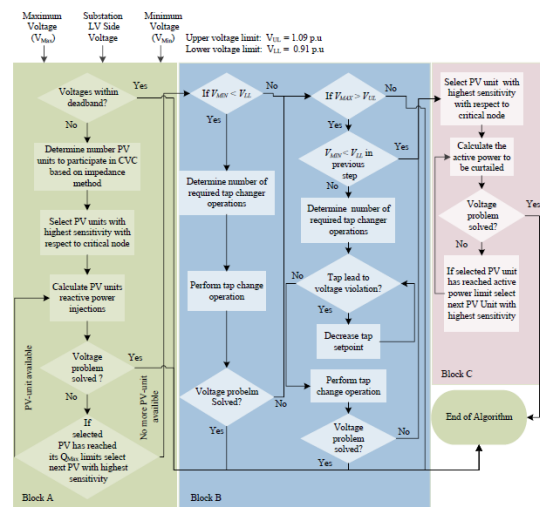 Maximum
Voltage
(VMax)
Substation
LV Side
Voltage
Minimum
Voltage
(VMin)
Upper voltage limit: VUL = 1.09 p.u
Lower voltage limit: VLL = 0.91 p.u
Voltages within
deadband?
Yes
No
Determine number PV
units to participate in CVC
based on impedance
method
Select PV units with
highest sensitivity with
respect to critical node
Calculate PV units
reactive power
injections
Voltage
problem
solved ?
Yes
No
If
selected
PV has reached
its QMax limits select
next PV with highest
sensitivity
PV-unit available
No more PV-unit
availible
Block A
If VMIN < VLL
No
Yes
Determine number of
required tap changer
operations
Perform tap change
operation
Voltage probelm
Solved?
No
Yes
If VMAX > VUL
No
Yes
VMIN < VLL in
previous
step
Yes
No
Determine number of
required tap changer
operations
Tap lead to
voltage violation?
No
Yes
Decrease tap
setpoint
Perform tap
change operation
Voltage
problem
solved?
No
Yes
Block B
Select PV unit with
highest sensitivity
with respect to
critical node
Calculate the
active power to
be curtailed
Voltage
problem
solved?
Yes
No
If selected PV unit
has reached active
power limit select
next PV Unit with
highest sensitivity
Block C
End of Algorithm